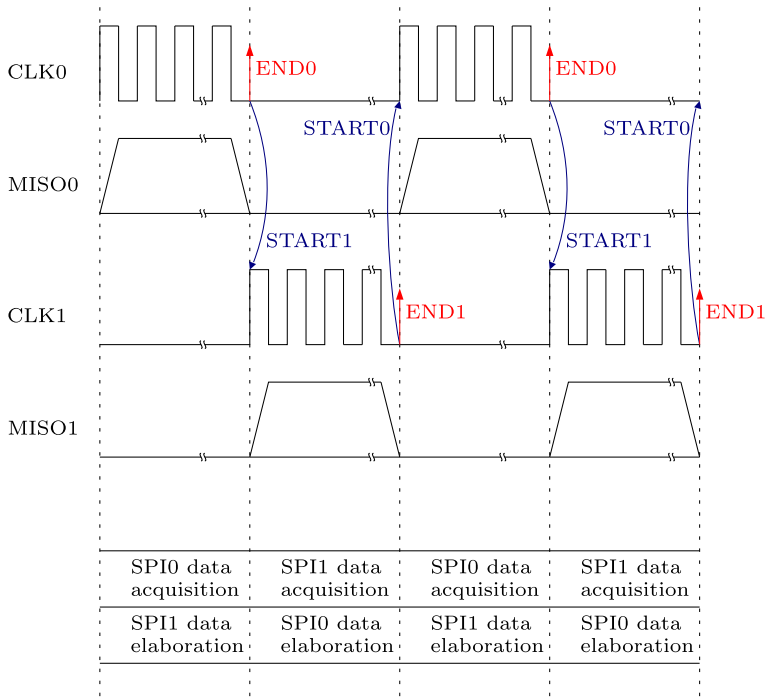 CLK0
END0
END0
START0
START0
MISO0
START1
START1
CLK1
END1
END1
MISO1
SPI0 data
acquisition
SPI1 data
acquisition
SPI0 data
acquisition
SPI1 data
acquisition
SPI1 data
elaboration
SPI0 data
elaboration
SPI1 data
elaboration
SPI0 data
elaboration